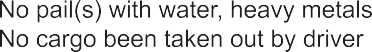 No pail(s) with water, heavy metals
No cargo been taken out by driver